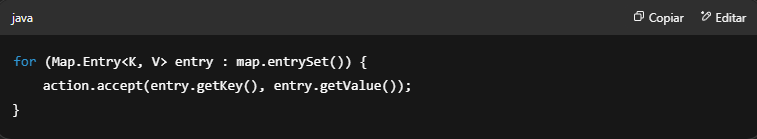 java Copiar Editar
for (Map.Entry<K, V> entry : map.entrySet()) {
    action.accept(entry.getKey(), entry.getValue());
}